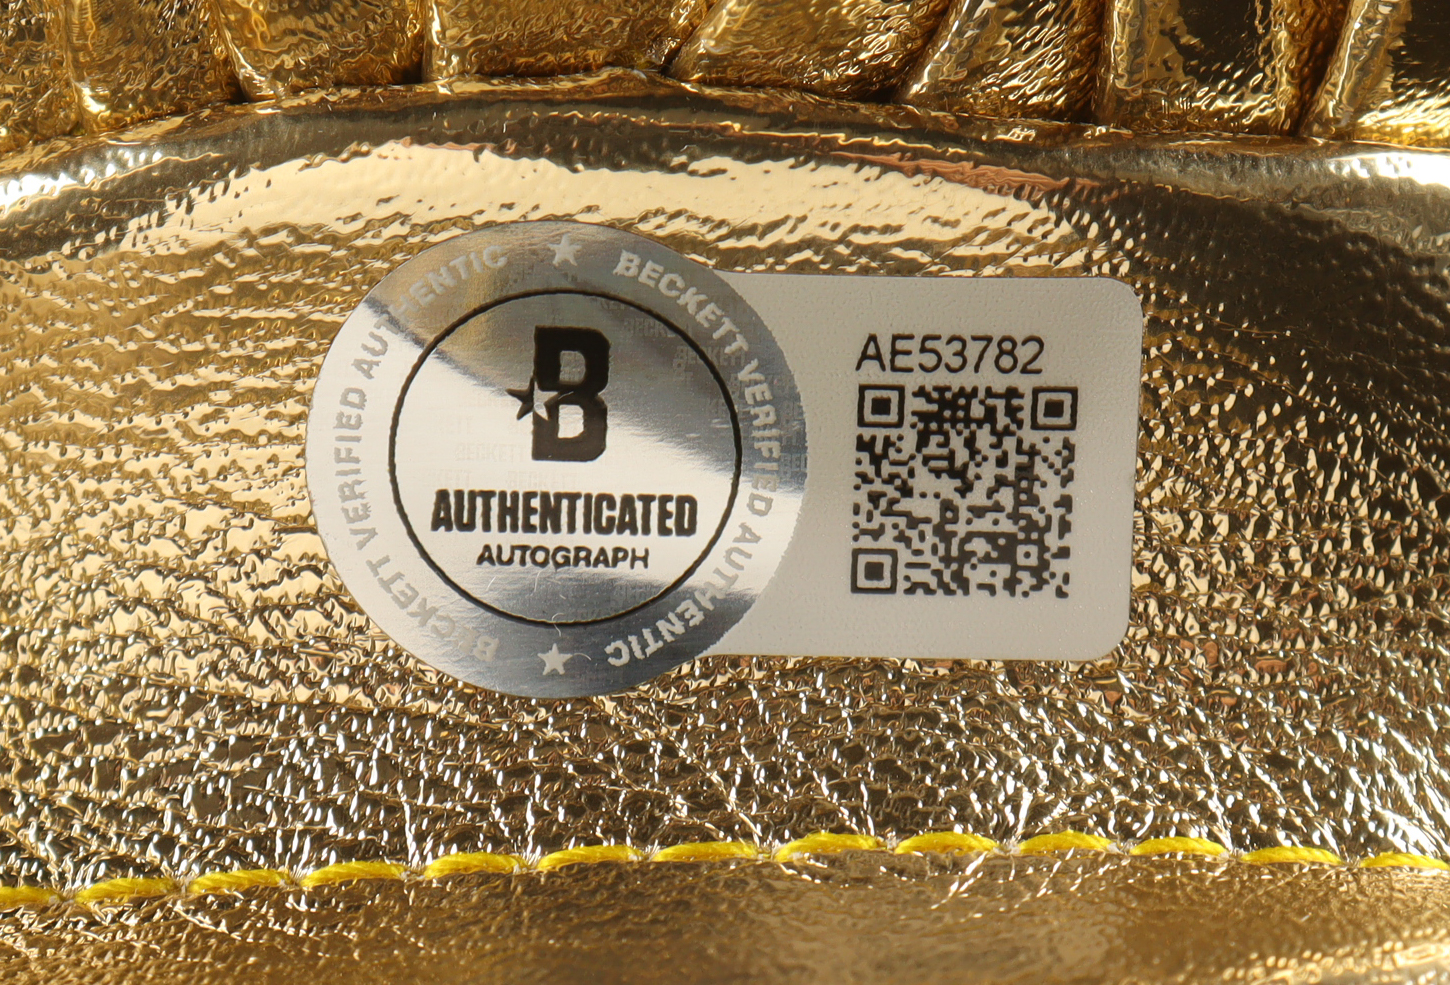 ★ BECKETT VERIFIED AUTHENTIC
★ BECKETT VERIFIED AUTHENTIC
B
AUTHENTICATED
AUTOGRAPH
AE53782